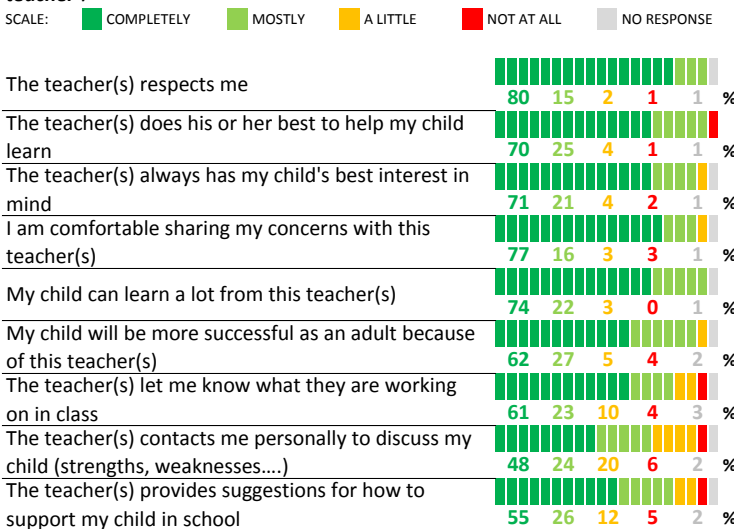 teacher?
SCALE: COMPLETELY MOSTLY A LITTLE NOT AT ALL NO RESPONSE
The teacher(s) respects me
80 15 2 1 1 %
The teacher(s) does his or her best to help my child
learn
70 25 4 1 1 %
The teacher(s) always has my child's best interest in
mind
71 21 4 2 1 %
I am comfortable sharing my concerns with this
teacher(s)
77 16 3 3 1 %
My child can learn a lot from this teacher(s)
74 22 3 0 1 %
My child will be more successful as an adult because
of this teacher(s)
62 27 5 4 2 %
The teacher(s) let me know what they are working
on in class
61 23 10 4 3 %
The teacher(s) contacts me personally to discuss my
child (strengths, weaknesses....)
48 24 20 6 2 %
The teacher(s) provides suggestions for how to
support my child in school
55 26 12 5 2 %